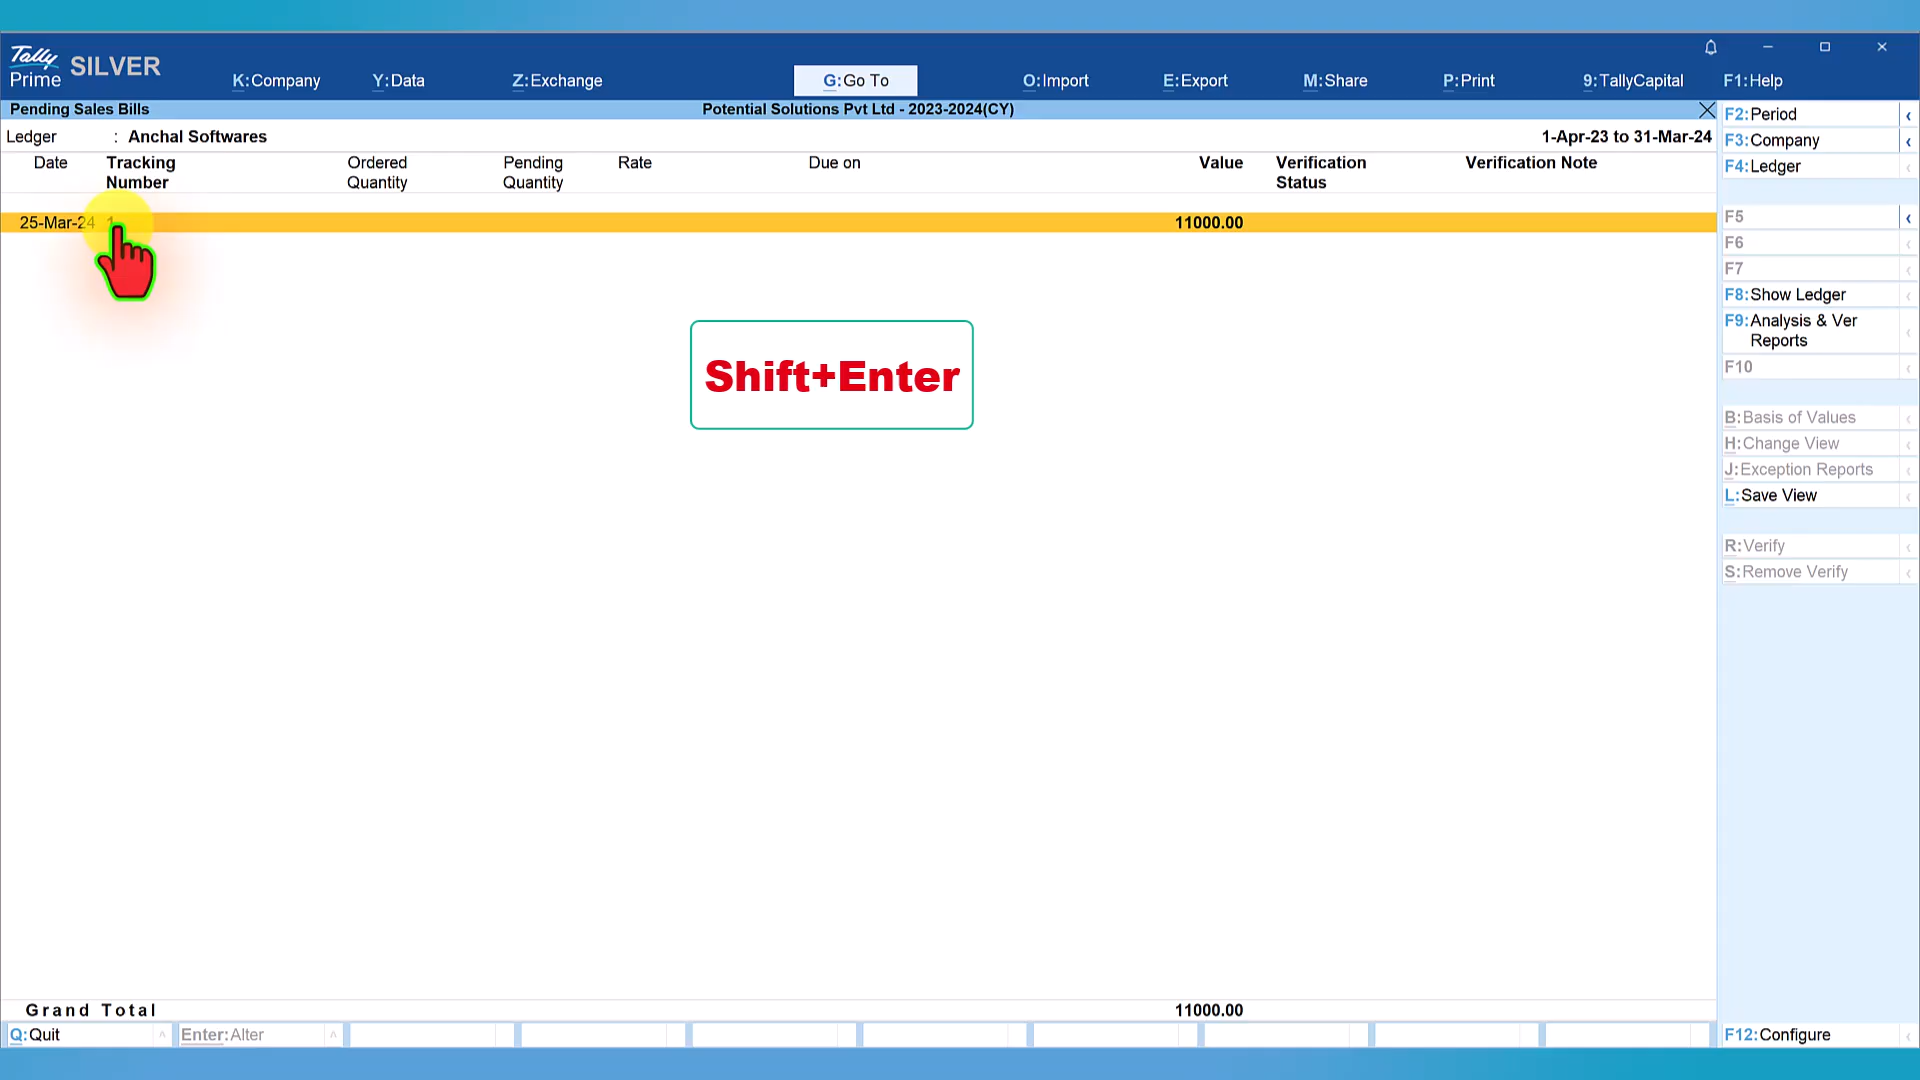 Tally
Prime SILVER
K:Company Y:Data Z:Exchange G:Go To O:Import E:Export M:Share P:Print 9:TallyCapital F1:Help
Pending Sales Bills Potential Solutions Pvt Ltd - 2023-2024(CY)
Ledger : Anchal Softwares 1-Apr-23 to 31-Mar-24
Date Tracking Ordered Pending Rate Due on Value Verification Verification Note
Number Quantity Quantity Status
25-Mar-24 1 11000.00
Shift+Enter
Grand Total 11000.00
Q:Quit Enter:Alter
F2:Period
F3:Company
F4:Ledger
F5
F6
F7
F8:Show Ledger
F9:Analysis & Ver
Reports
F10
B:Basis of Values
H:Change View
J:Exception Reports
L:Save View
R:Verify
S:Remove Verify
F12:Configure